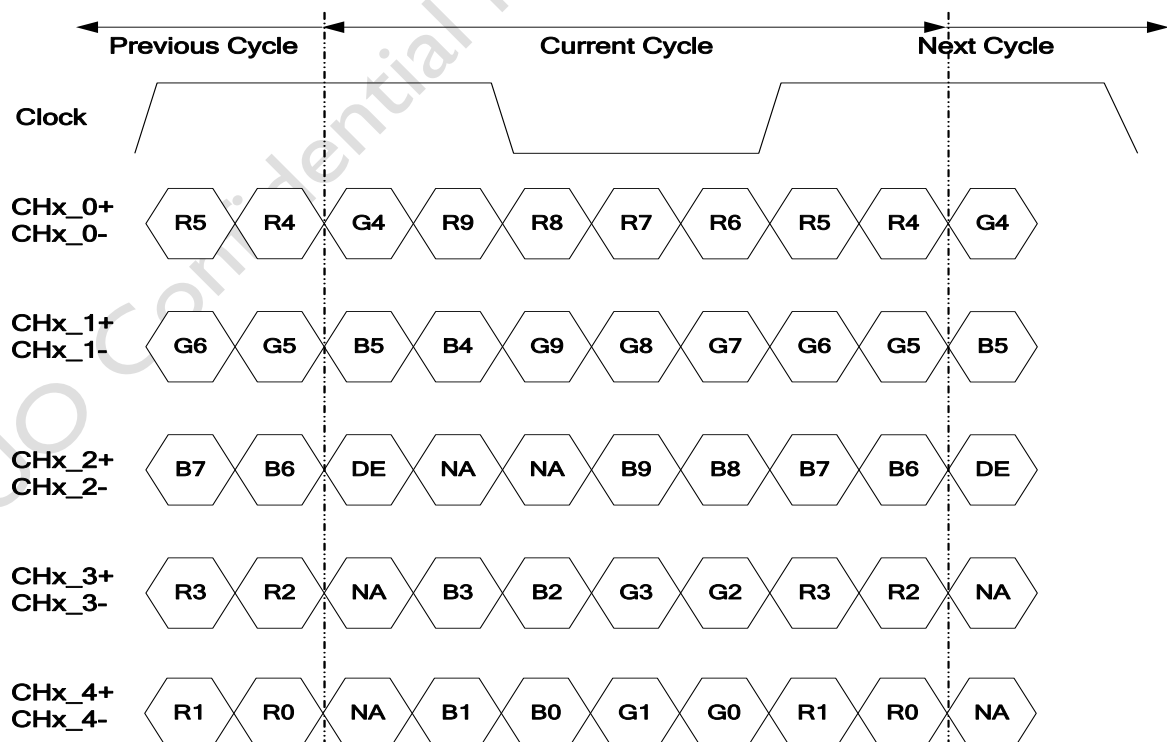 Previous Cycle Current Cycle Next Cycle
Clock
CHx_0+
CHx_0-
R5 R4 G4 R9 R8 R7 R6 R5 R4 G4
CHx_1+
CHx_1-
G6 G5 B5 B4 G9 G8 G7 G6 G5 B5
CHx_2+
CHx_2-
B7 B6 DE NA NA B9 B8 B7 B6 DE
CHx_3+
CHx_3-
R3 R2 NA B3 B2 G3 G2 R3 R2 NA
CHx_4+
CHx_4-
R1 R0 NA B1 B0 G1 G0 R1 R0 NA
Confidential